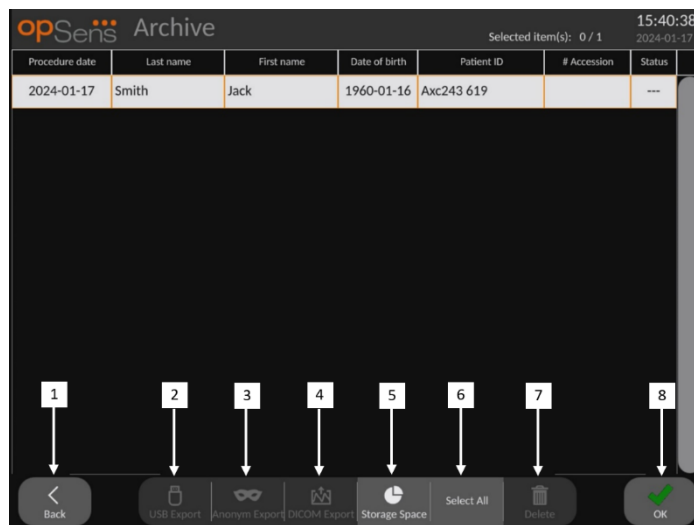 opSens Archive
15:40:38
Selected item(s): 0 / 1
2024-01-17
Procedure date Last name First name Date of birth Patient ID # Accession Status
2024-01-17 Smith Jack 1960-01-16 Axc243 619 ---
1 2 3 4 5 6 7 8
Back USB Export Anonym Export DICOM Export Storage Space Select All Delete OK